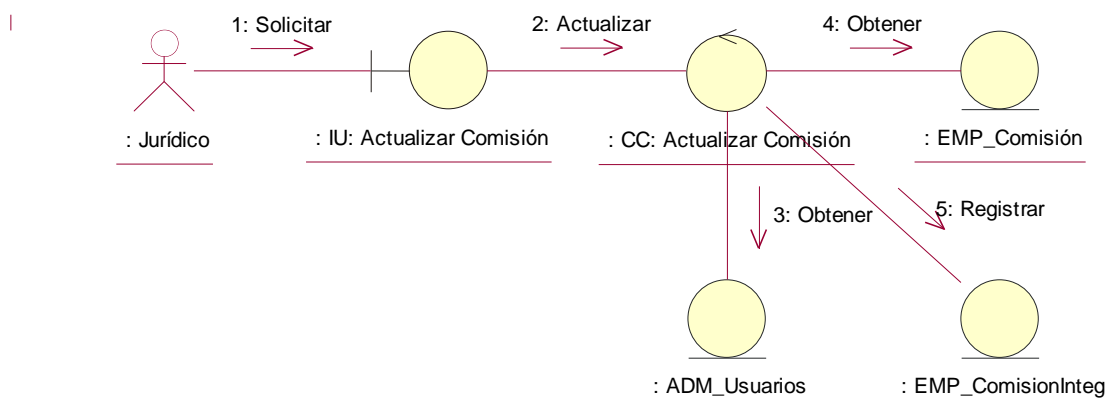 1: Solicitar
2: Actualizar
4: Obtener
: Jurídico
: IU: Actualizar Comisión
: CC: Actualizar Comisión
: EMP_Comisión
3: Obtener
5: Registrar
: ADM_Usuarios
: EMP_ComisionInteg